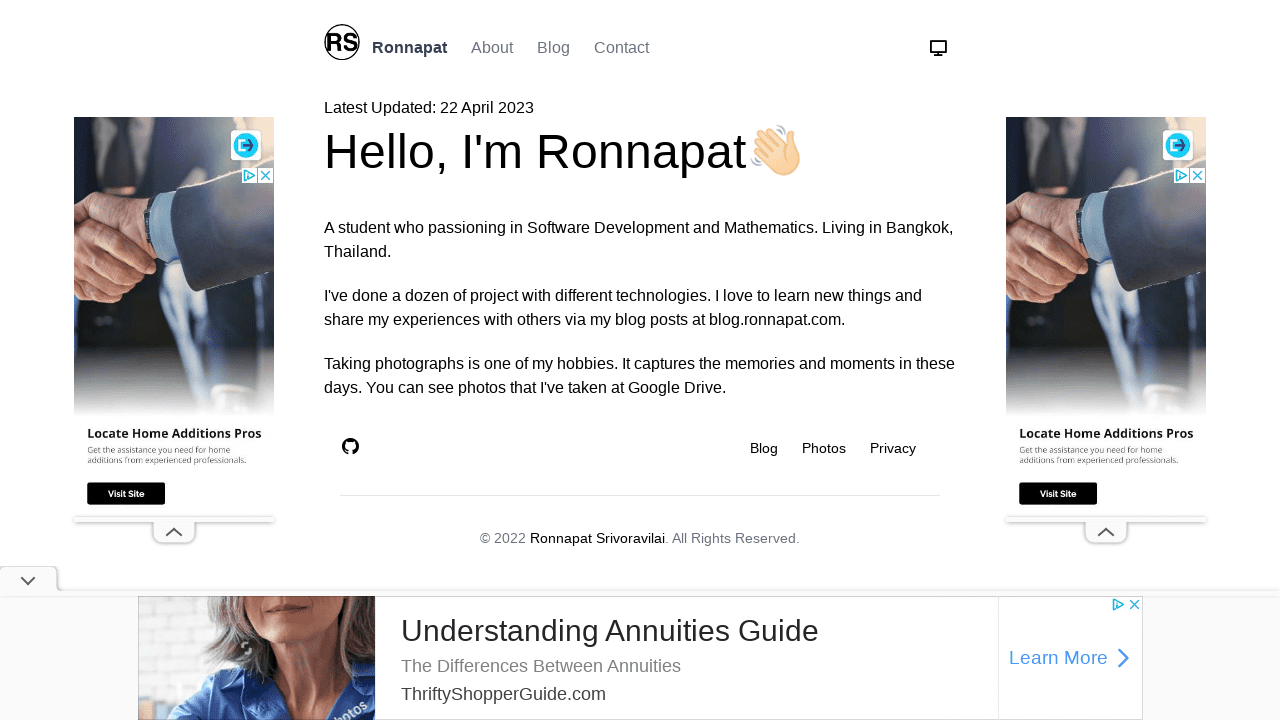 RS
Ronnapat About Blog Contact
Latest Updated: 22 April 2023
Hello, I'm Ronnapat
A student who passioning in Software Development and Mathematics. Living in Bangkok,
Thailand.
I've done a dozen of project with different technologies. I love to learn new things and
share my experiences with others via my blog posts at blog.ronnapat.com.
Taking photographs is one of my hobbies. It captures the memories and moments in these
days. You can see photos that I've taken at Google Drive.
Blog Photos Privacy
© 2022 Ronnapat Srivoravilai. All Rights Reserved.
Locate Home Additions Pros
Get the assistance you need for home
additions from experienced professionals.
Visit Site
Locate Home Additions Pros
Get the assistance you need for home
additions from experienced professionals.
Visit Site
Understanding Annuities Guide
The Differences Between Annuities
ThriftyShopperGuide.com
Learn More